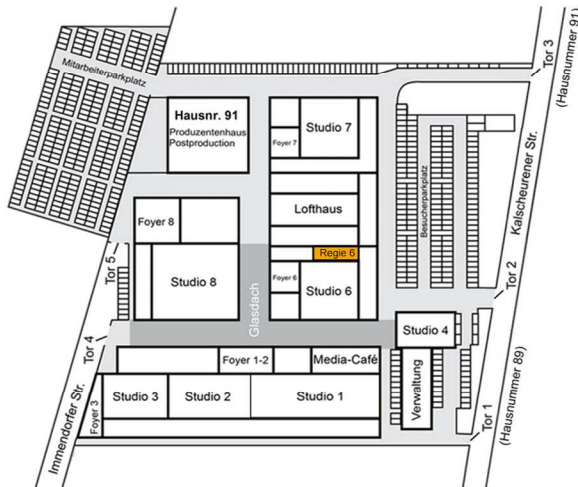 Mitarbeiterparkplatz
Tor 3
(Hausnummer 91)
Hausnr. 91
Produzentenhaus
Postproduction
Studio 7
Foyer 7
Kalscheurener Str.
Besucherparkplatz
Lofthaus
Foyer 8
Regie 6
Tor 5
Studio 8
Glasdach
Foyer 6
Studio 6
Tor 2
Tor 4
Studio 4
Foyer 1-2
Media-Café
Verwaltung
Immendorfer Str.
Foyer 3
Studio 3
Studio 2
Studio 1
Tor 1
(Hausnummer 89)